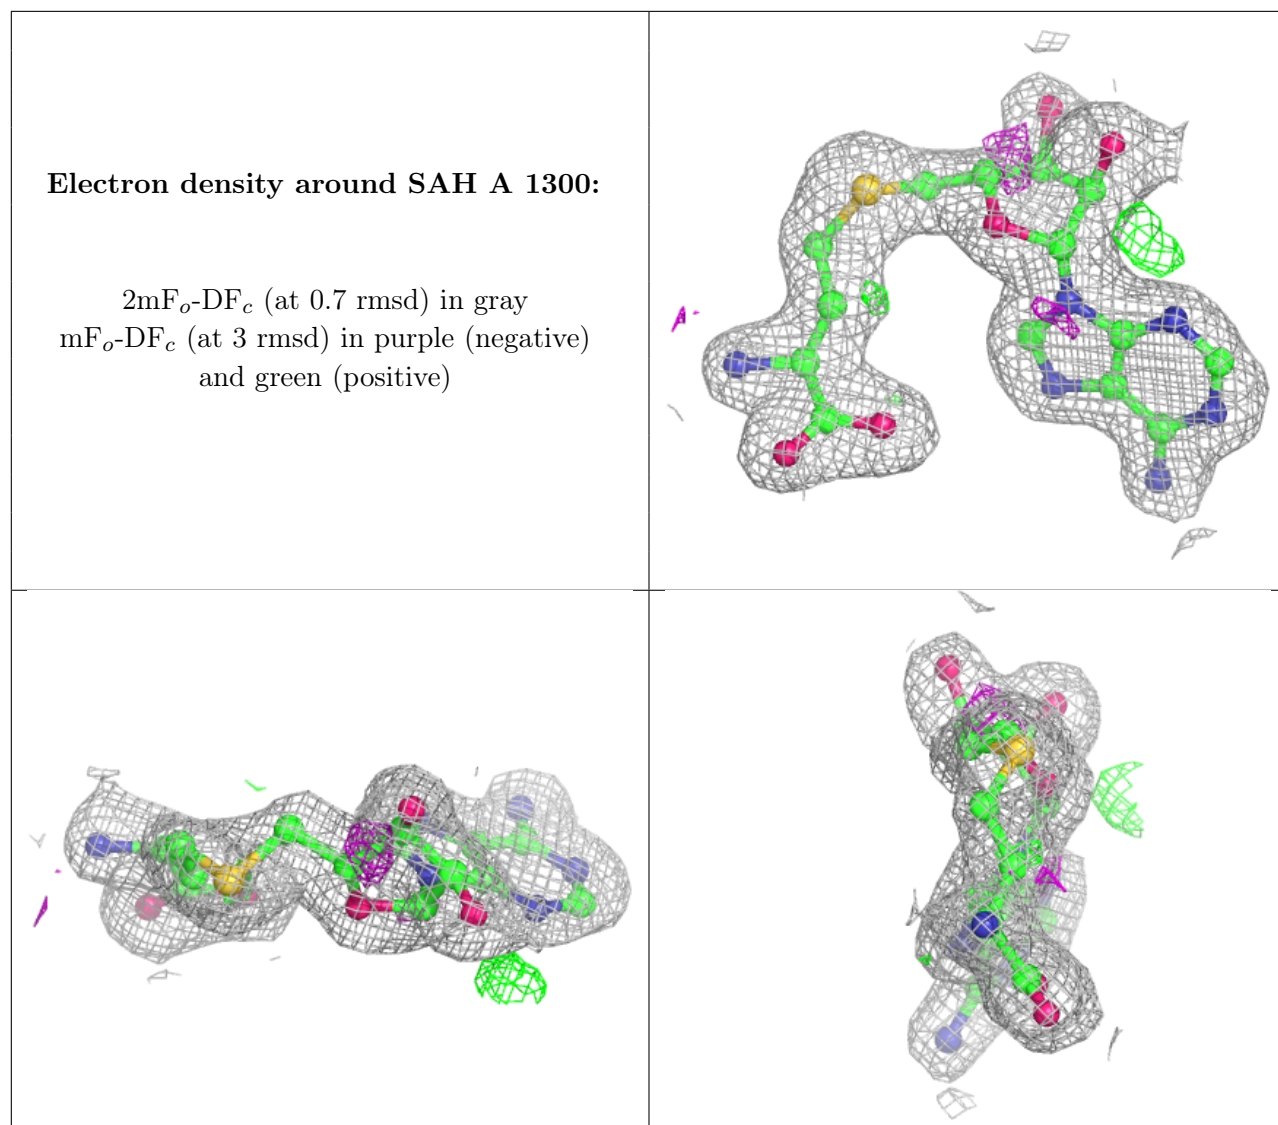 Electron density around SAH A 1300:
2mFo-DFc (at 0.7 rmsd) in gray
mFo-DFc (at 3 rmsd) in purple (negative)
and green (positive)